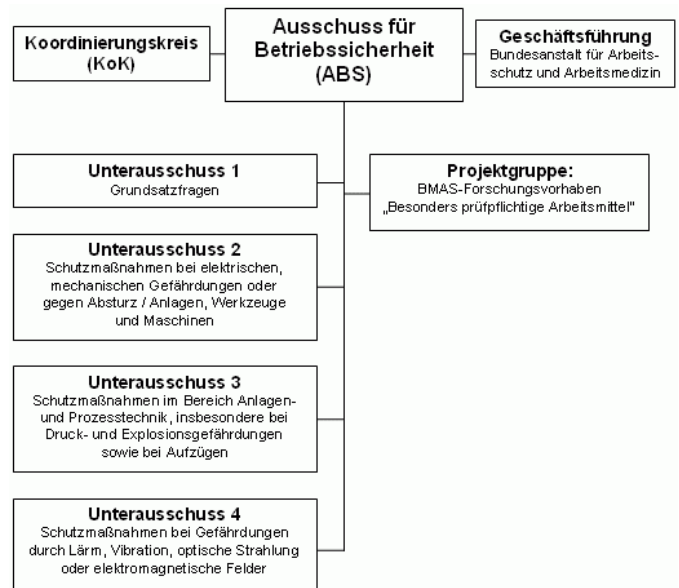 Koordinierungskreis
(KoK)
Ausschuss für
Betriebssicherheit
(ABS)
Geschäftsführung
Bundesanstalt für Arbeits-
schutz und Arbeitsmedizin
Unterausschuss 1
Grundsatzfragen
Projektgruppe:
BMAS-Forschungsvorhaben
„Besonders prüfpflichtige Arbeitsmittel"
Unterausschuss 2
Schutzmaßnahmen bei elektrischen,
mechanischen Gefährdungen oder
gegen Absturz / Anlagen, Werkzeuge
und Maschinen
Unterausschuss 3
Schutzmaßnahmen im Bereich Anlagen-
und Prozesstechnik, insbesondere bei
Druck- und Explosionsgefährdungen
sowie bei Aufzügen
Unterausschuss 4
Schutzmaßnahmen bei Gefährdungen
durch Lärm, Vibration, optische Strahlung
oder elektromagnetische Felder